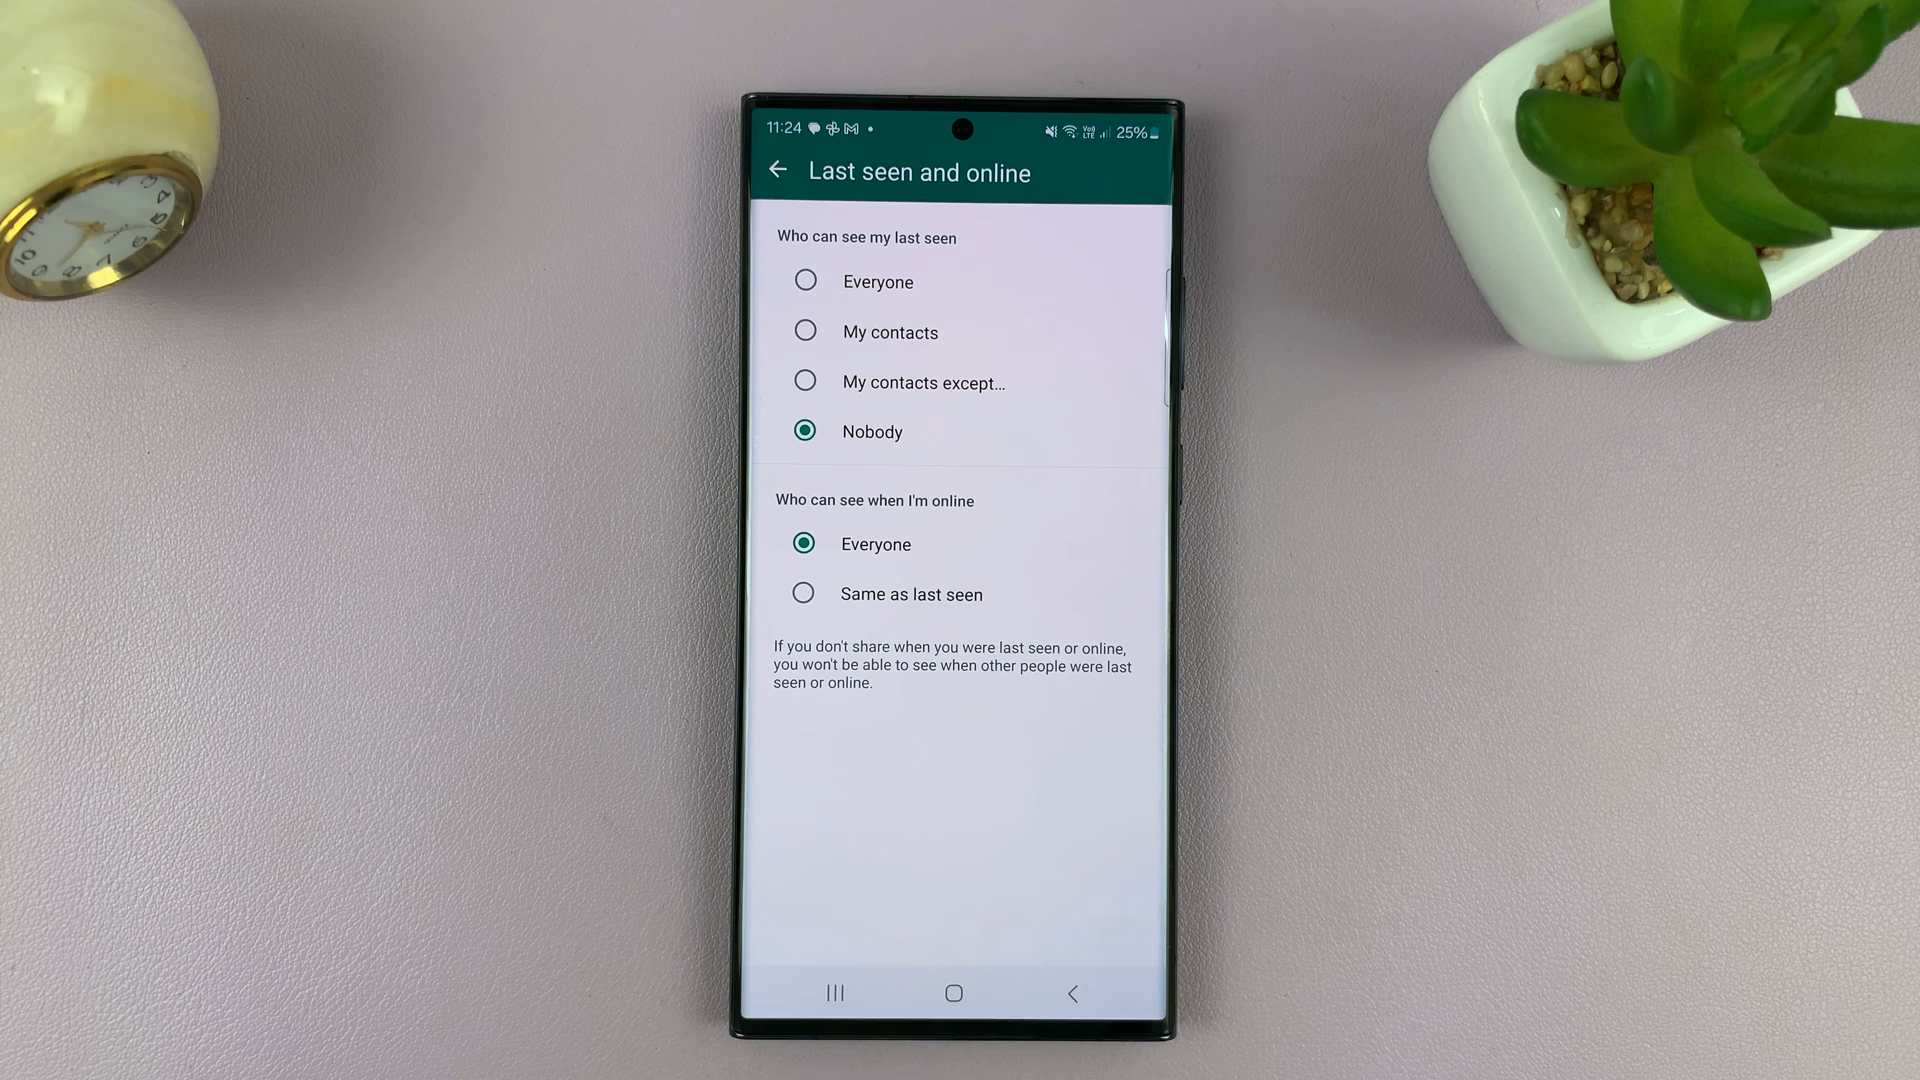 11:24
25%
Last seen and online
Who can see my last seen
Everyone
My contacts
My contacts except...
Nobody
Who can see when I'm online
Everyone
Same as last seen
If you don't share when you were last seen or online,
you won't be able to see when other people were last
seen or online.